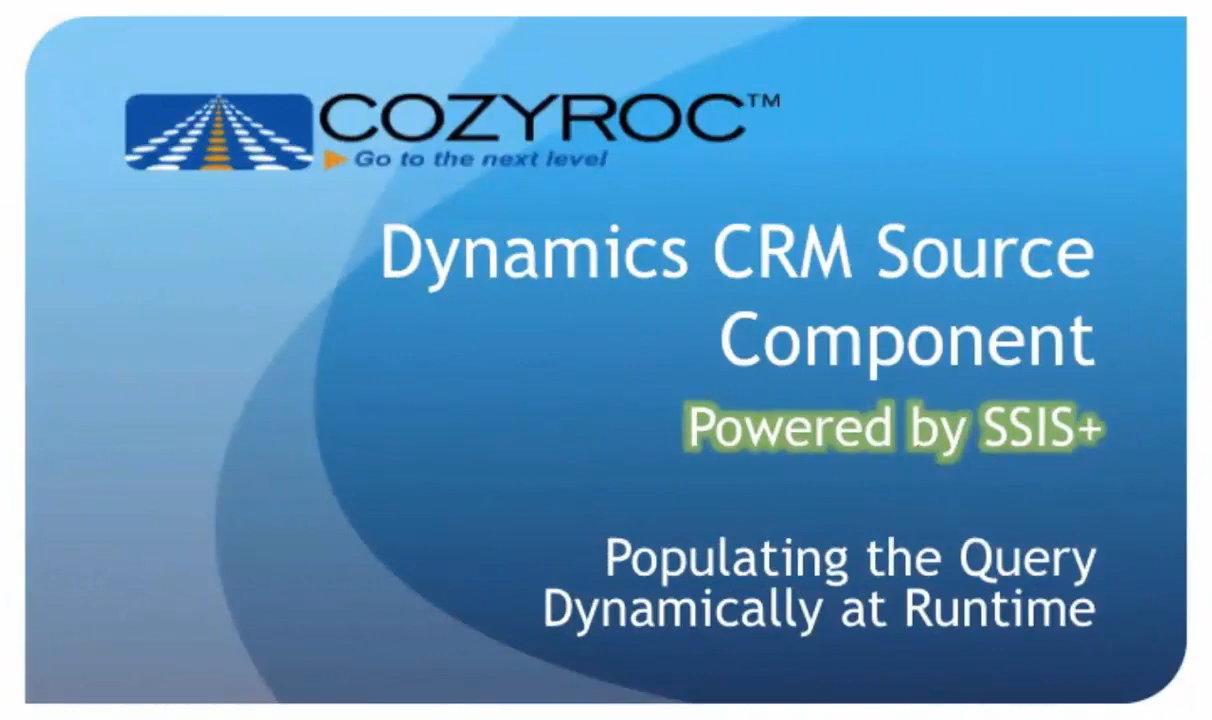 COZYROC™
Go to the next level
Dynamics CRM Source
Component
Powered by SSIS+
Populating the Query
Dynamically at Runtime